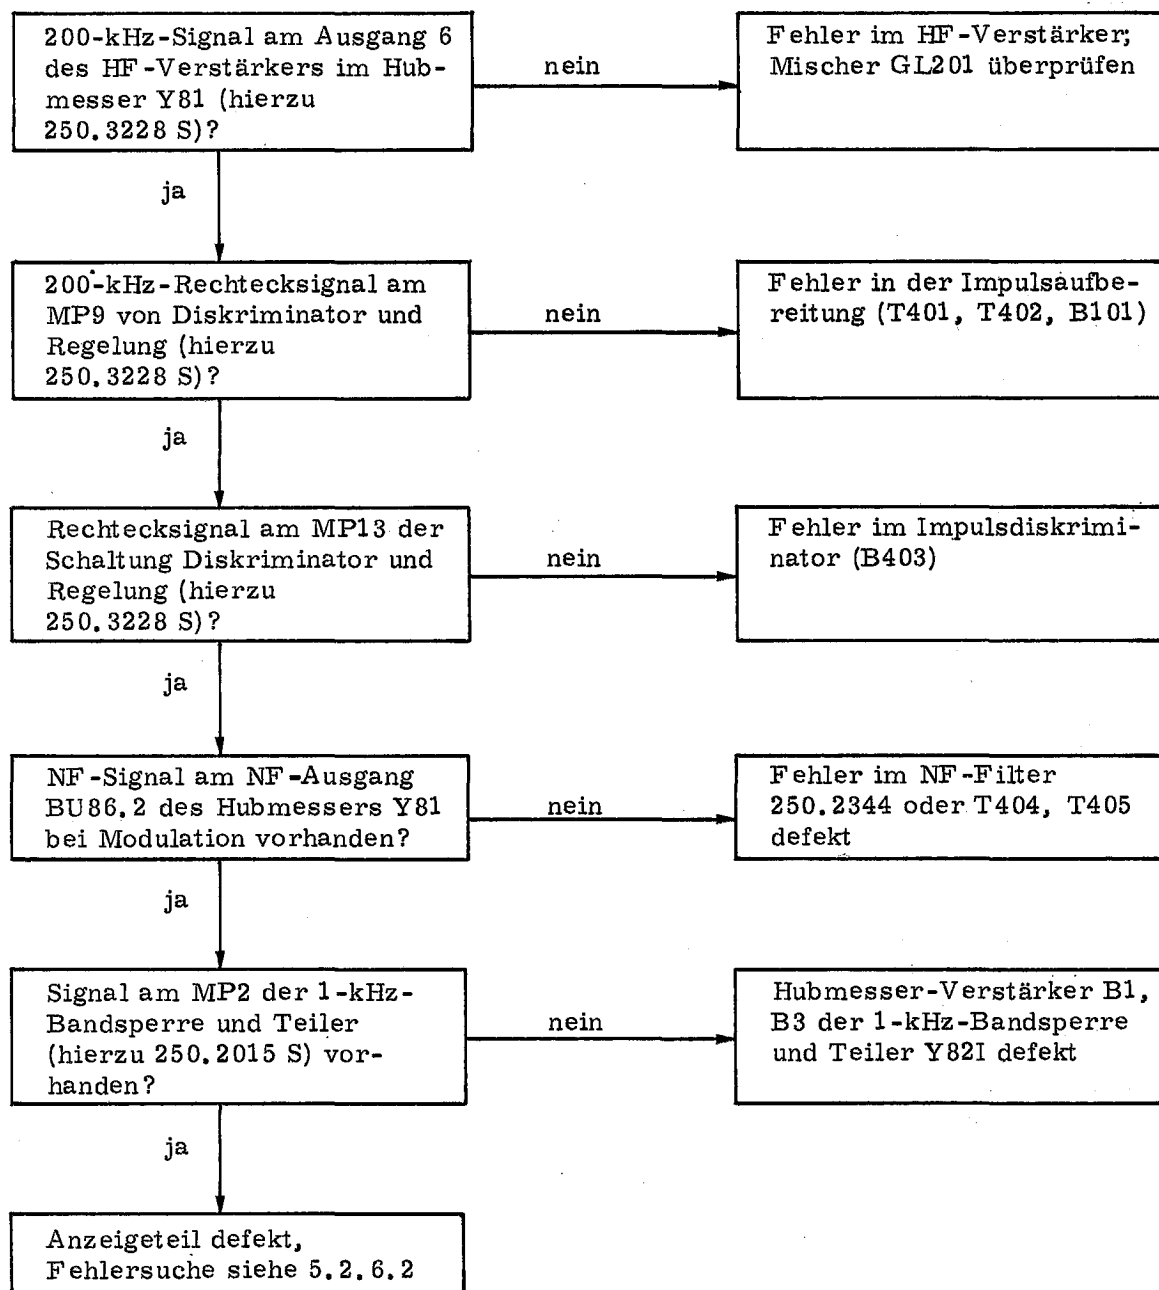 200-kHz-Signal am Ausgang 6
des HF-Verstärkers im Hub-
messer Y81 (hierzu
250.3228 S)?
nein
Fehler im HF-Verstärker;
Mischer GL201 überprüfen
ja
200-kHz-Rechtecksignal am
MP9 von Diskriminator und
Regelung (hierzu
250.3228 S)?
nein
Fehler in der Impulsaufbe-
reitung (T401, T402, B101)
ja
Rechtecksignal am MP13 der
Schaltung Diskriminator und
Regelung (hierzu
250.3228 S)?
nein
Fehler im Impulsdiskrimi-
nator (B403)
ja
NF-Signal am NF-Ausgang
BU86.2 des Hubmessers Y81
bei Modulation vorhanden?
nein
Fehler im NF-Filter
250.2344 oder T404, T405
defekt
ja
Signal am MP2 der 1-kHz-
Bandsperre und Teiler
(hierzu 250.2015 S) vor-
handen?
nein
Hubmesser-Verstärker B1,
B3 der 1-kHz-Bandsperre
und Teiler Y82I defekt
ja
Anzeigeteil defekt,
Fehlersuche siehe 5.2.6.2